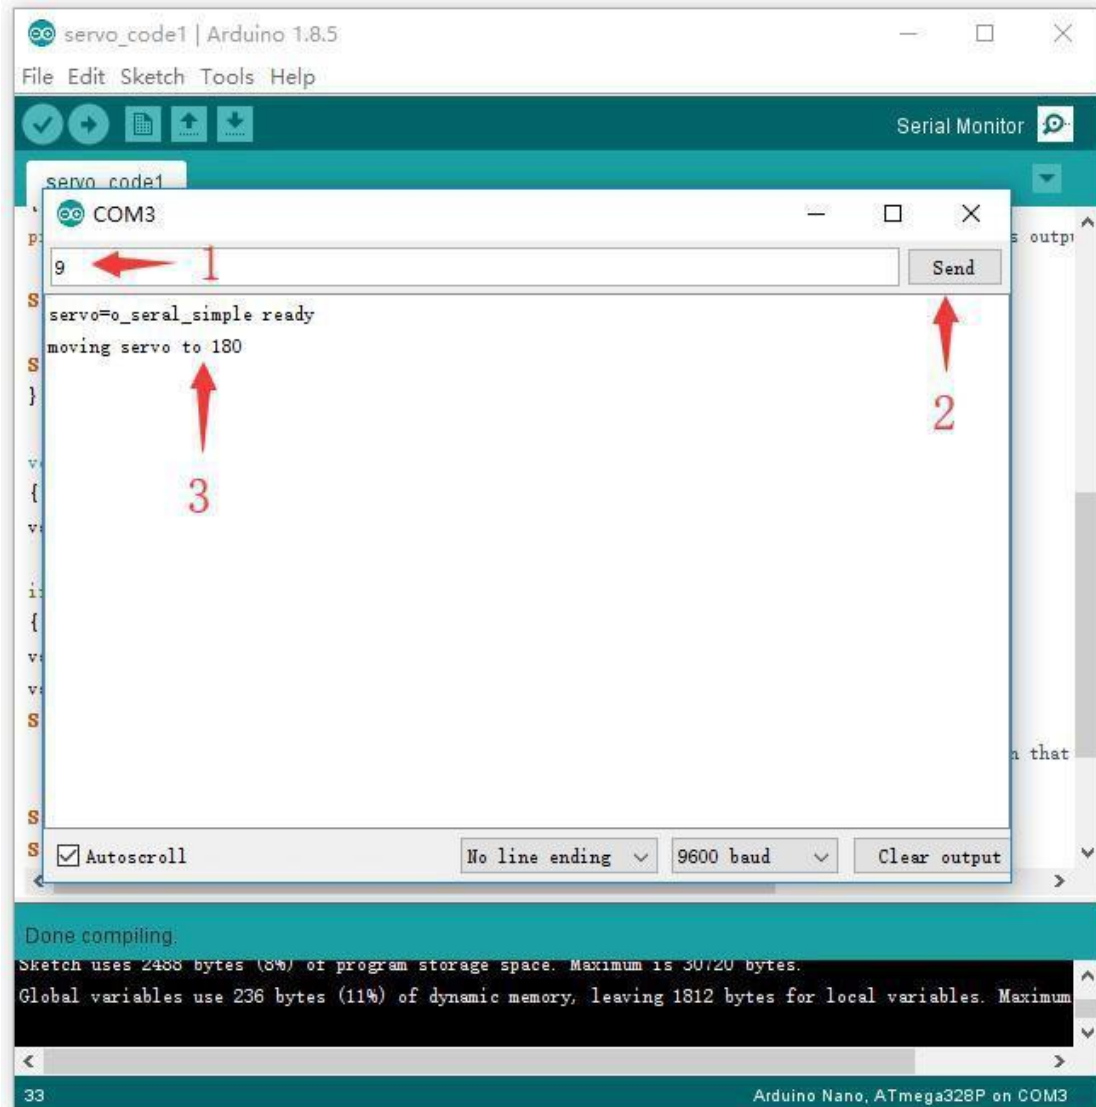 servo_code1 | Arduino 1.8.5
File Edit Sketch Tools Help
Serial Monitor
servo_code1
COM3
9
1
Send
servo=o_seral_simple ready
moving servo to 180
2
3
s outpu
n that
Autoscroll
No line ending
9600 baud
Clear output
Done compiling.
Sketch uses 2488 bytes (8%) of program storage space. Maximum is 30720 bytes.
Global variables use 236 bytes (11%) of dynamic memory, leaving 1812 bytes for local variables. Maximum
33
Arduino Nano, ATmega328P on COM3